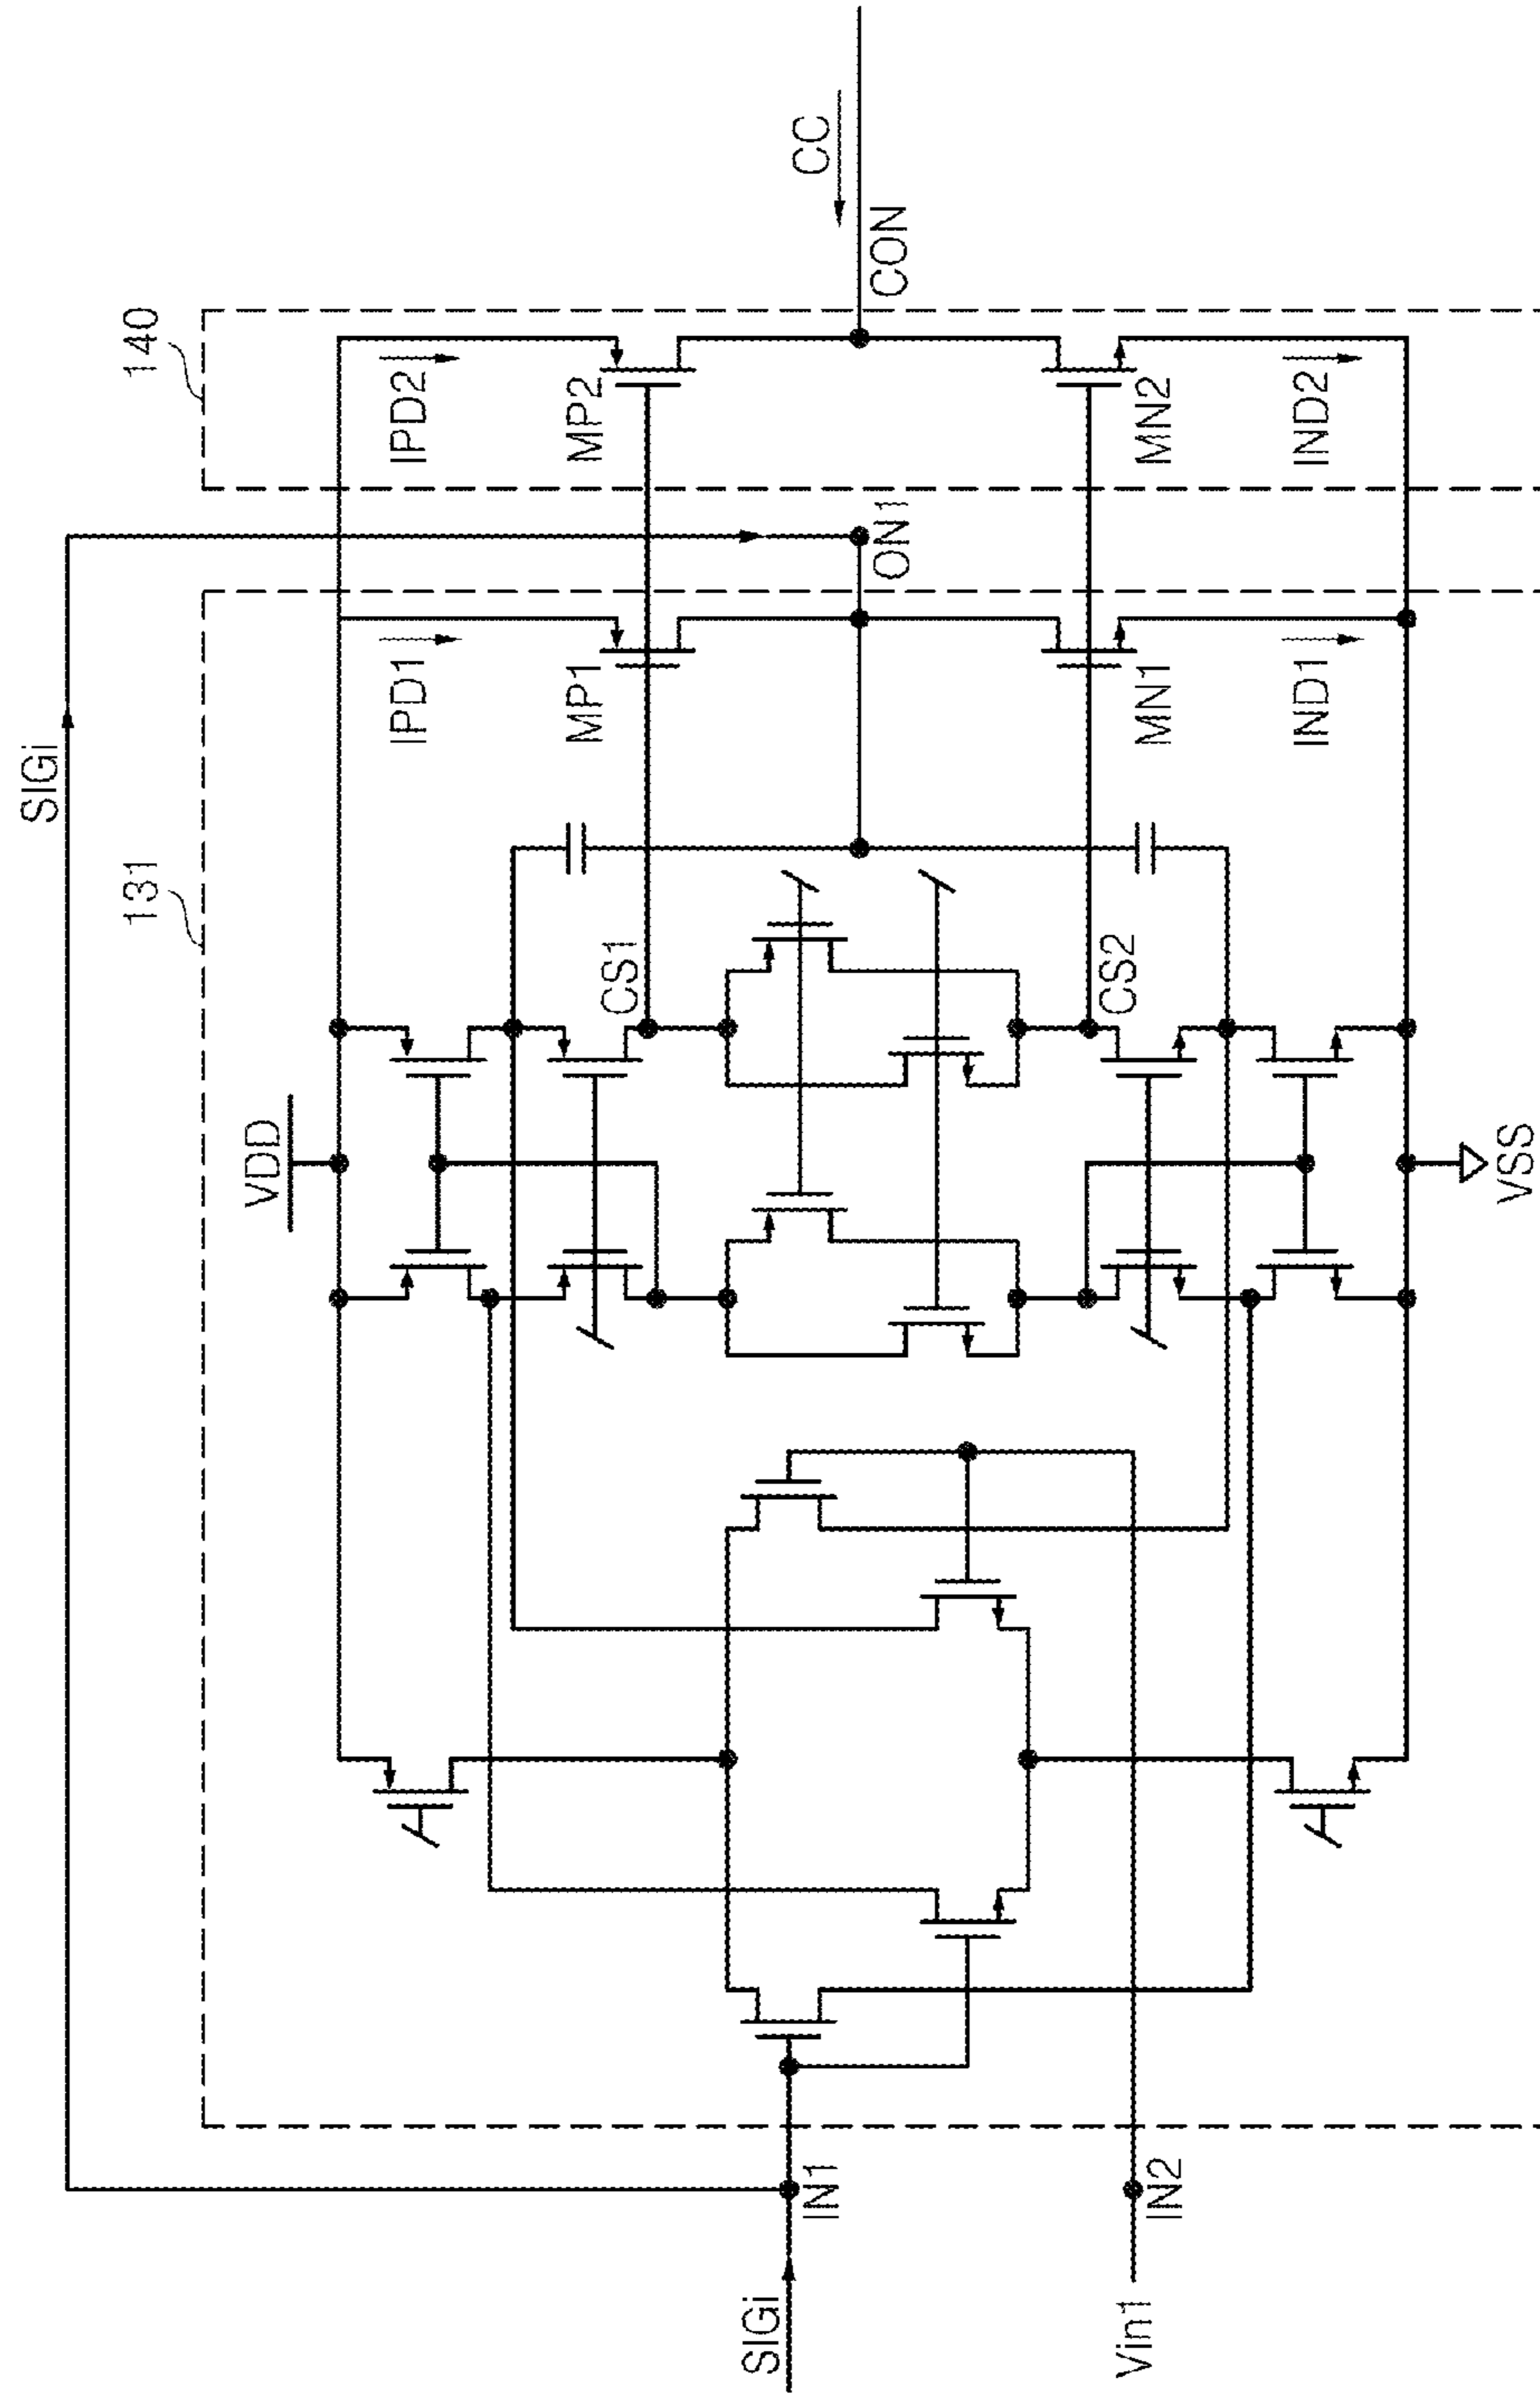 SIGi
131
140
VDD
IPD1
IPD2
MP1
MP2
CS1
CC
CON
ON1
SIGi
IN1
CS2
MN1
MN2
Vin1
IN2
IND1
IND2
VSS